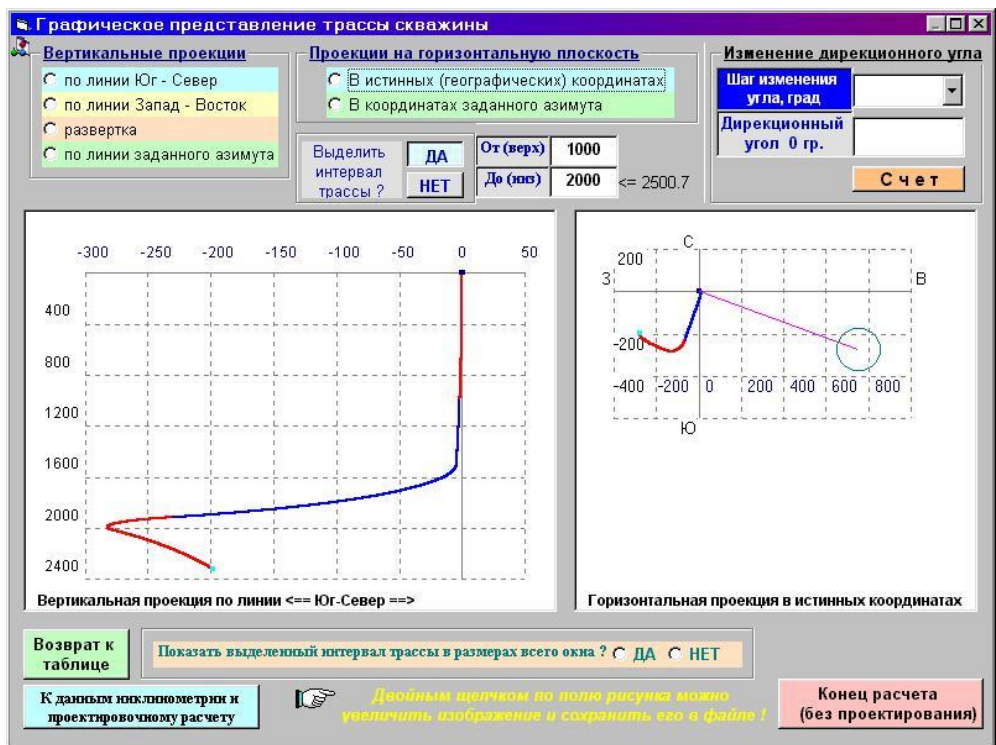 Графическое представление трассы скважины
Вертикальные проекции
по линии Юг - Север
по линии Запад - Восток
развертка
по линии заданного азимута
Проекции на горизонтальную плоскость
В истинных (географических) координатах
В координатах заданного азимута
Изменение дирекционного угла
Шаг изменения
угла, град
Дирекционный
угол 0 гр.
Счет
Выделить
интервал
трассы ?
ДА
НЕТ
От (верх) 1000
До (низ) 2000 <= 2500.7
-300 -250 -200 -150 -100 -50 0 50
400
800
1200
1600
2000
2400
Вертикальная проекция по линии <== Юг-Север ==>
С
200
З В
-200
-400 -200 0 200 400 600 800
Ю
Горизонтальная проекция в истинных координатах
Возврат к
таблице
Показать выделенный интервал трассы в размерах всего окна ? ДА НЕТ
К данным инклинометрии и
проектировочному расчету
Двойным щелчком по полю рисунка можно
увеличить изображение и сохранить его в файле !
Конец расчета
(без проектирования)